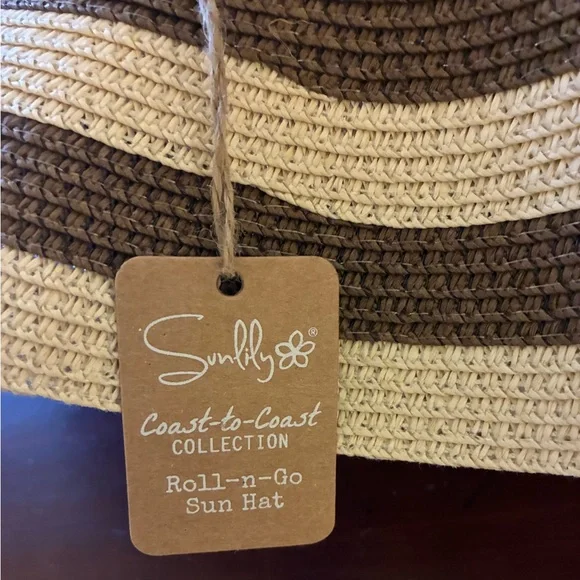 Sunlily®
Coast-to-Coast
COLLECTION
Roll-n-Go
Sun Hat